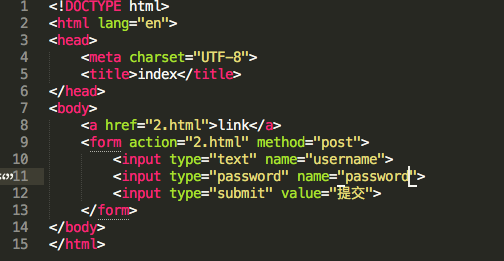 1 <!DOCTYPE html>
2 <html lang="en">
3 <head>
4     <meta charset="UTF-8">
5     <title>index</title>
6 </head>
7 <body>
8     <a href="2.html">link</a>
9     <form action="2.html" method="post">
10         <input type="text" name="username">
11         <input type="password" name="password">
12         <input type="submit" value="提交">
13     </form>
14 </body>
15 </html>